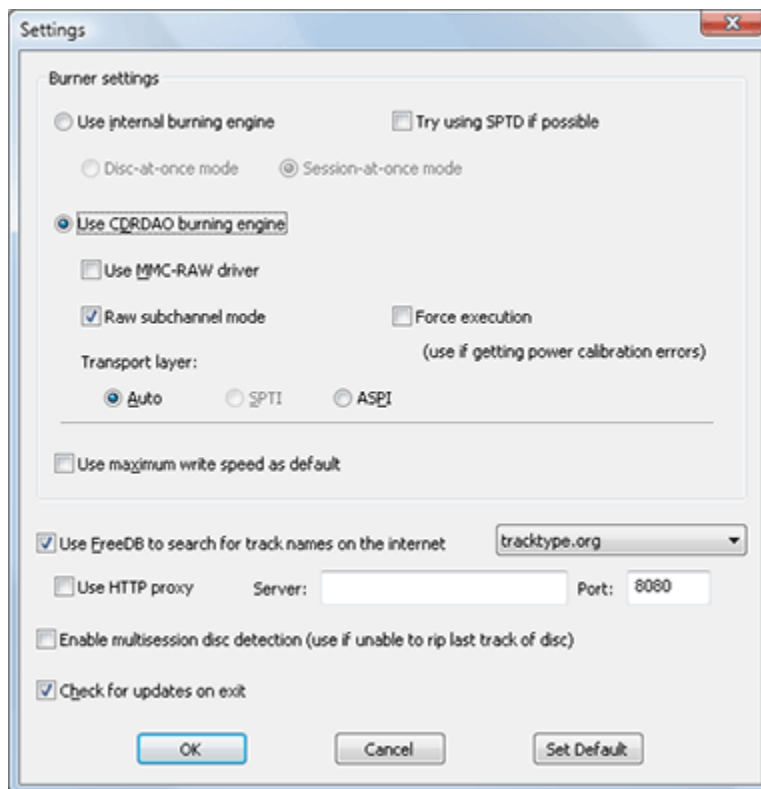 Settings
Burner settings
Use internal burning engine Try using SPTD if possible
Disc-at-once mode Session-at-once mode
Use CDRDAO burning engine
Use MMC-RAW driver
Raw subchannel mode Force execution
(use if getting power calibration errors)
Transport layer:
Auto SPTI ASPI
Use maximum write speed as default
Use FreeDB to search for track names on the internet tracktype.org
Use HTTP proxy Server: Port: 8080
Enable multisession disc detection (use if unable to rip last track of disc)
Check for updates on exit
OK Cancel Set Default